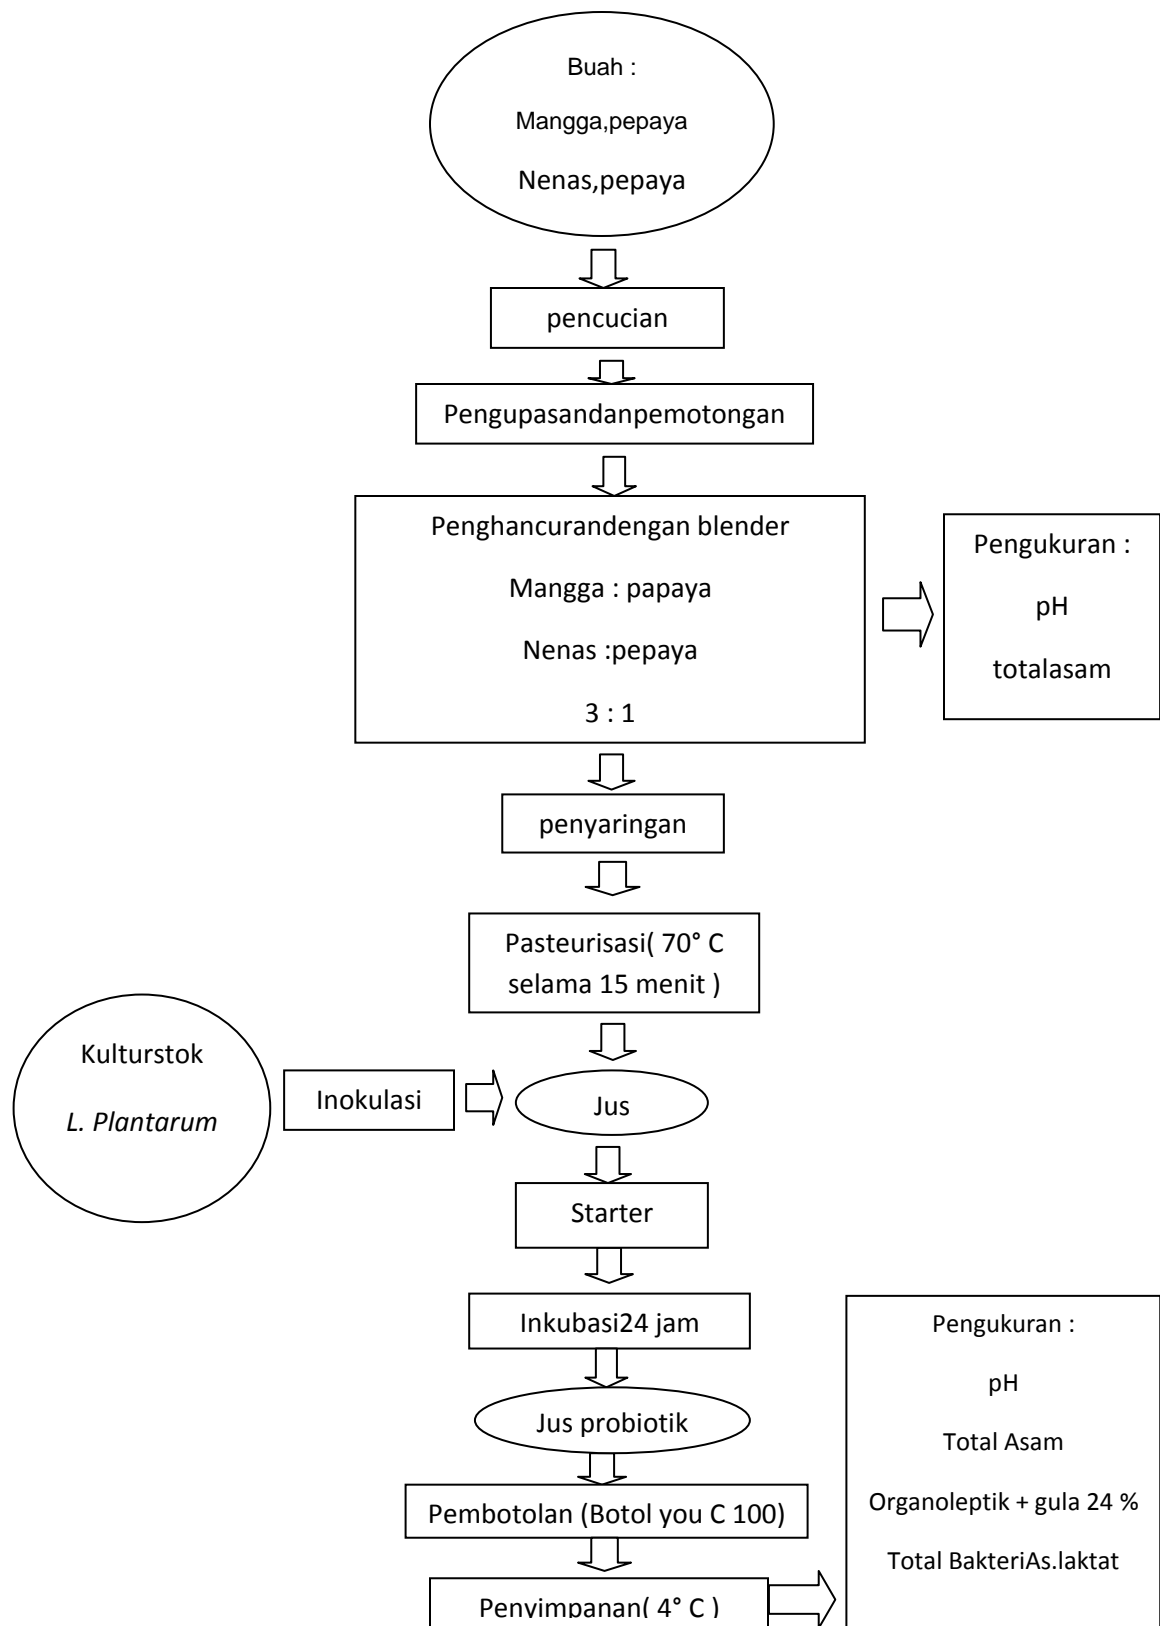 Buah :
Mangga,pepaya
Nenas,pepaya
pencucian
Pengupasandanpemotongan
Penghancurandengan blender
Mangga : papaya
Nenas :pepaya
3 : 1
Pengukuran :
pH
totalasam
penyaringan
Pasteurisasi( 70° C
selama 15 menit )
Kulturstok
L. Plantarum
Inokulasi
Jus
Starter
Inkubasi24 jam
Jus probiotik
Pembotolan (Botol you C 100)
Penyimpanan( 4° C )
Pengukuran :
pH
Total Asam
Organoleptik + gula 24 %
Total BakteriAs.laktat